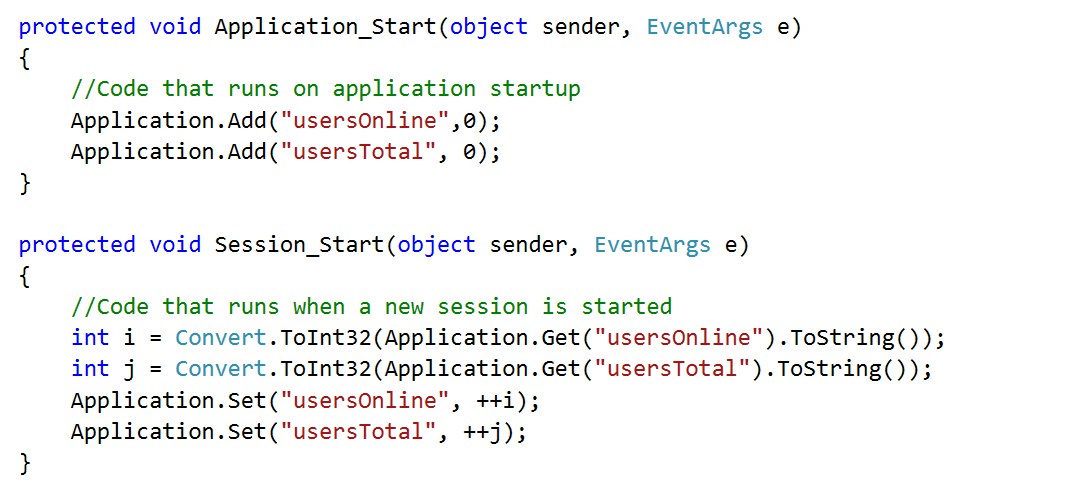 protected void Application_Start(object sender, EventArgs e)
{
    //Code that runs on application startup
    Application.Add("usersOnline",0);
    Application.Add("usersTotal", 0);
}

protected void Session_Start(object sender, EventArgs e)
{
    //Code that runs when a new session is started
    int i = Convert.ToInt32(Application.Get("usersOnline").ToString());
    int j = Convert.ToInt32(Application.Get("usersTotal").ToString());
    Application.Set("usersOnline", ++i);
    Application.Set("usersTotal", ++j);
}